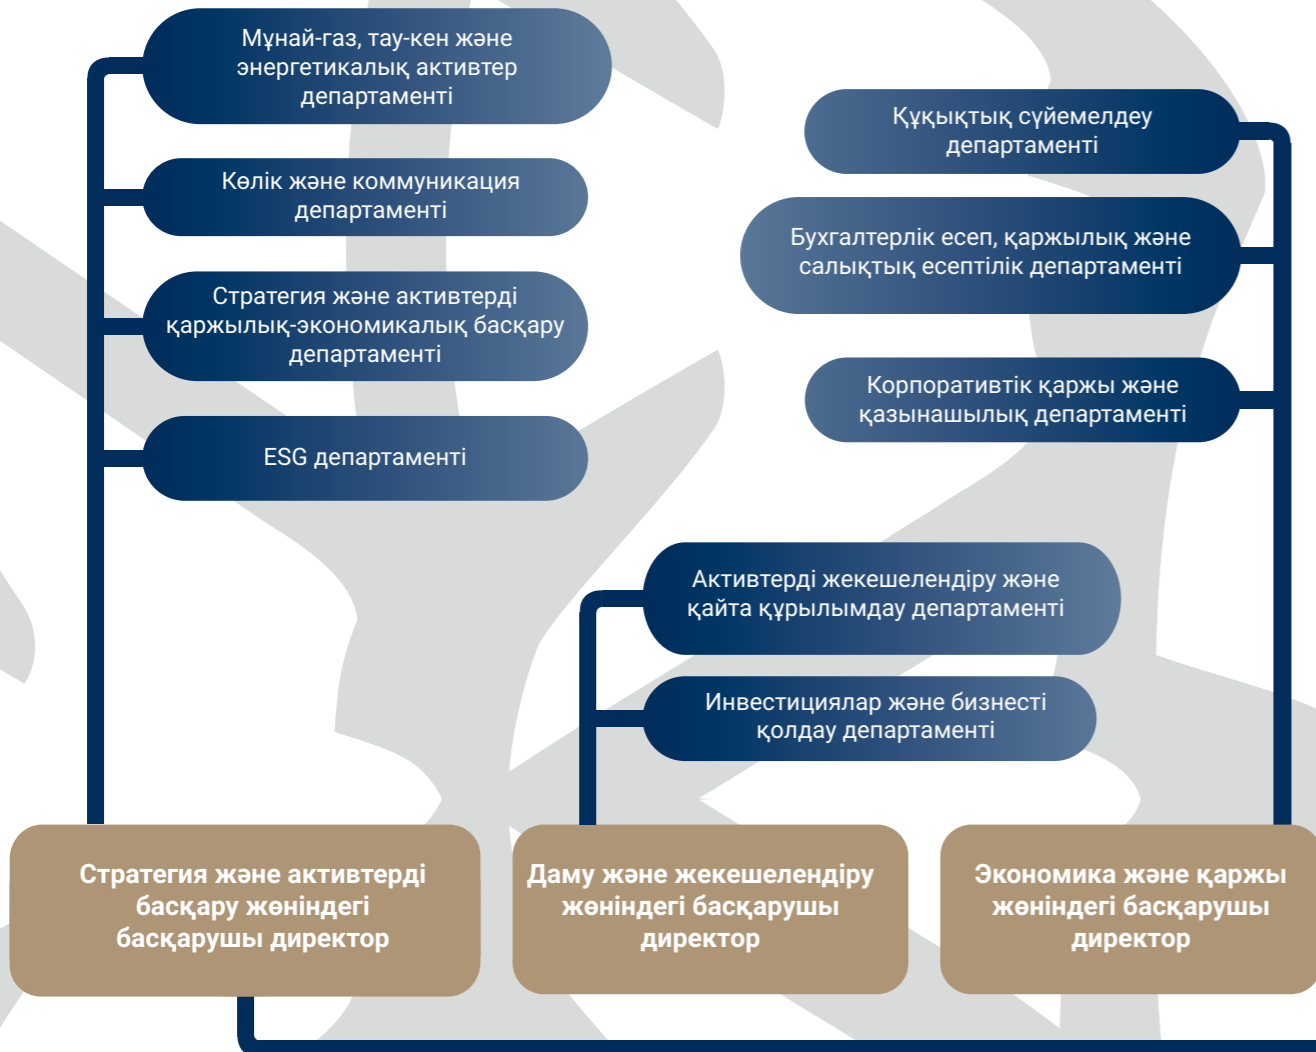 Мұнай-газ, тау-кен және
энергетикалық активтер
департаменті
Көлік және коммуникация
департаменті
Стратегия және активтерді
қаржылық-экономикалық басқару
департаменті
ESG департаменті
Құқықтық сүйемелдеу
департаменті
Бухгалтерлік есеп, қаржылық және
салықтық есептілік департаменті
Корпоративтік қаржы және
қазынашылық департаменті
Активтерді жекешелендіру және
қайта құрылымдау департаменті
Инвестициялар және бизнесті
қолдау департаменті
Стратегия және активтерді
басқару жөніндегі
басқарушы директор
Даму және жекешелендіру
жөніндегі басқарушы
директор
Экономика және қаржы
жөніндегі басқарушы
директор